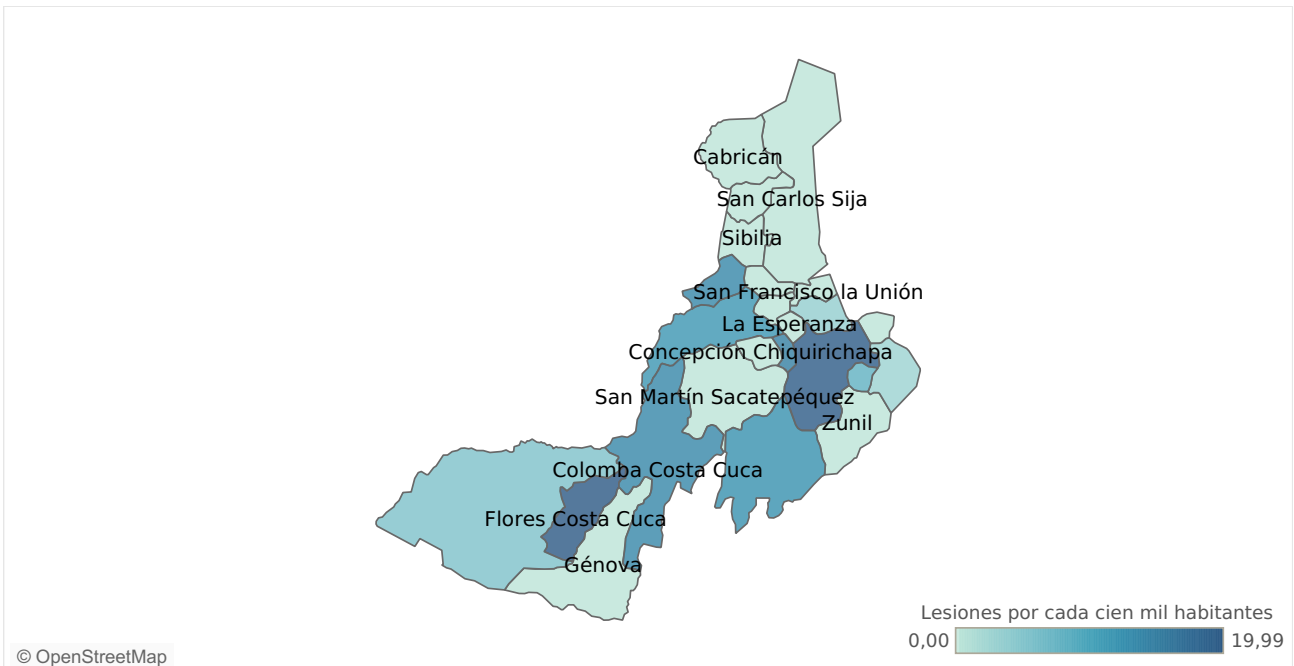 Cabricán
San Carlos Sija
Sibilia
San Francisco la Unión
La Esperanza
Concepción Chiquirichapa
San Martín Sacatepéquez
Zunil
Colomba Costa Cuca
Flores Costa Cuca
Génova
Lesiones por cada cien mil habitantes
0,00 19,99
© OpenStreetMap